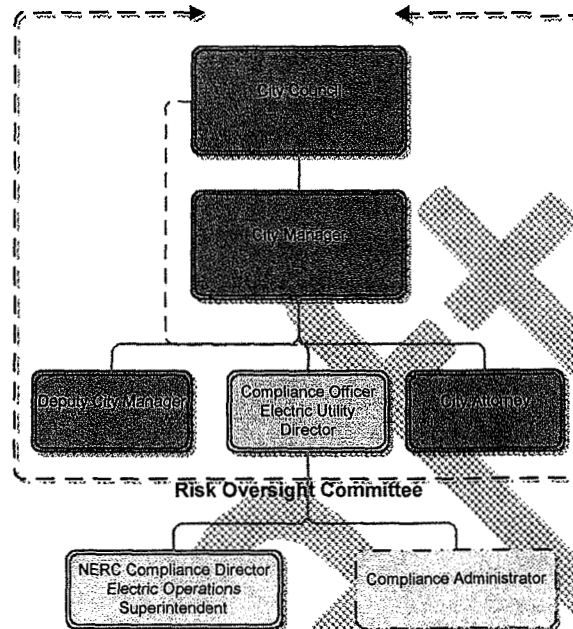 City Council
City Manager
Deputy City Manager
Compliance Officer
Electric Utility
Director
City Attorney
Risk Oversight Committee
NERC Compliance Director
Electric Operations
Superintendent
Compliance Administrator